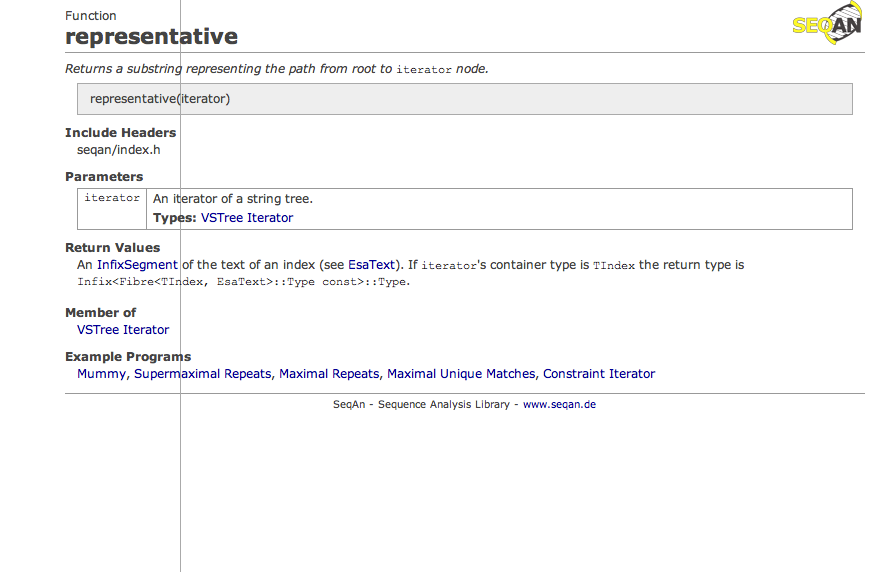 Function
representative
SEQAN
Returns a substring representing the path from root to iterator node.
representative(iterator)
Include Headers
seqan/index.h
Parameters
iterator An iterator of a string tree.
Types: VSTree Iterator
Return Values
An InfixSegment of the text of an index (see EsaText). If iterator's container type is TIndex the return type is
Infix<Fibre<TIndex, EsaText>::Type const>::Type.
Member of
VSTree Iterator
Example Programs
Mummy, Supermaximal Repeats, Maximal Repeats, Maximal Unique Matches, Constraint Iterator
SeqAn - Sequence Analysis Library - www.seqan.de